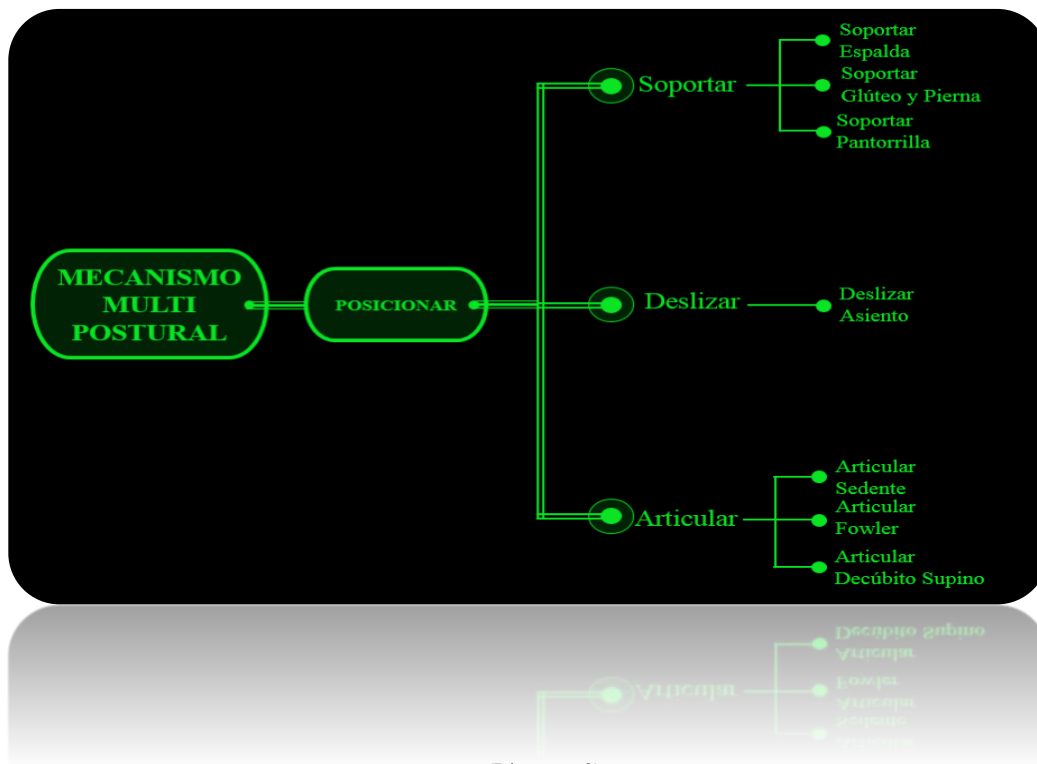 MECANISMO
MULTI
POSTURAL
POSICIONAR
Soportar
Soportar
Espalda
Soportar
Glúteo y Pierna
Soportar
Pantorrilla
Deslizar
Deslizar
Asiento
Articular
Articular
Sedente
Articular
Fowler
Articular
Decúbito Supino